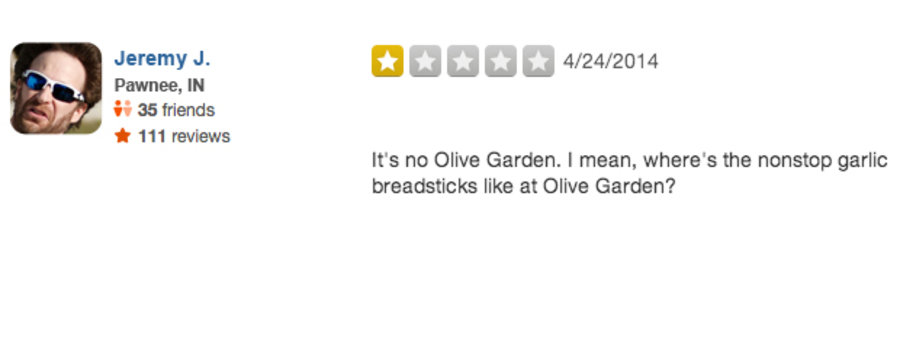 Jeremy J.
Pawnee, IN
35 friends
111 reviews
4/24/2014
It's no Olive Garden. I mean, where's the nonstop garlic
breadsticks like at Olive Garden?